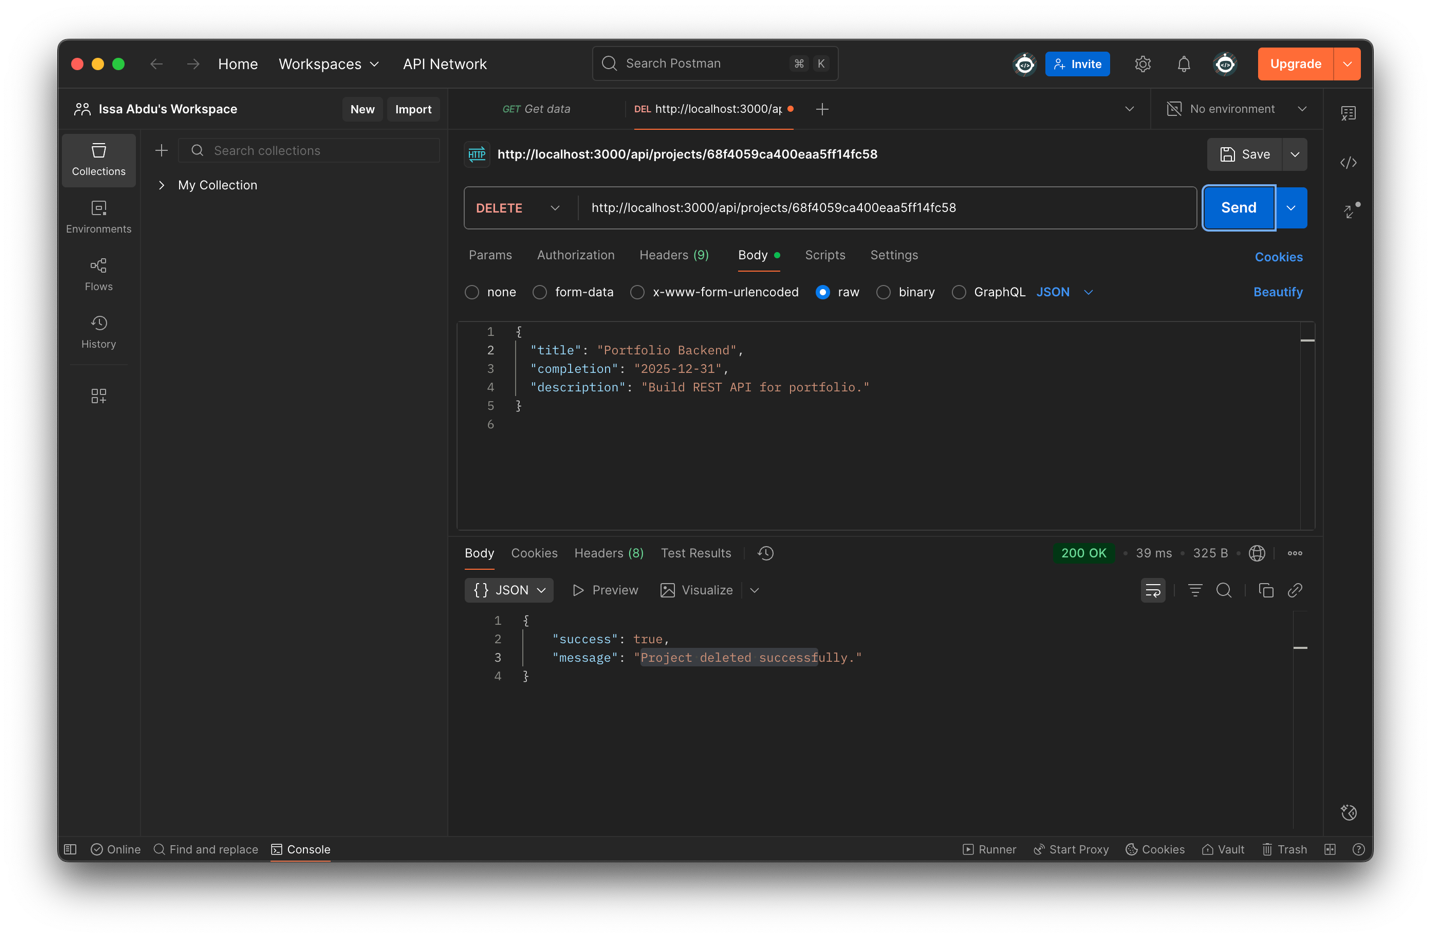 Home
Workspaces
API Network
Search Postman
⌘ K
Invite
Upgrade
Issa Abdu's Workspace
New
Import
GET Get data
DEL http://localhost:3000/ap
No environment
Collections
Search collections
http://localhost:3000/api/projects/68f4059ca400eaa5ff14fc58
Save
My Collection
DELETE
http://localhost:3000/api/projects/68f4059ca400eaa5ff14fc58
Send
Environments
Params
Authorization
Headers (9)
Body
Scripts
Settings
Cookies
Flows
none
form-data
x-www-form-urlencoded
raw
binary
GraphQL
JSON
Beautify
History
1 {
2 "title": "Portfolio Backend",
3 "completion": "2025-12-31",
4 "description": "Build REST API for portfolio."
5 }
6
Body
Cookies
Headers (8)
Test Results
200 OK
39 ms
325 B
{} JSON
Preview
Visualize
1 {
2 "success": true,
3 "message": "Project deleted successfully."
4 }
Online
Find and replace
Console
Runner
Start Proxy
Cookies
Vault
Trash